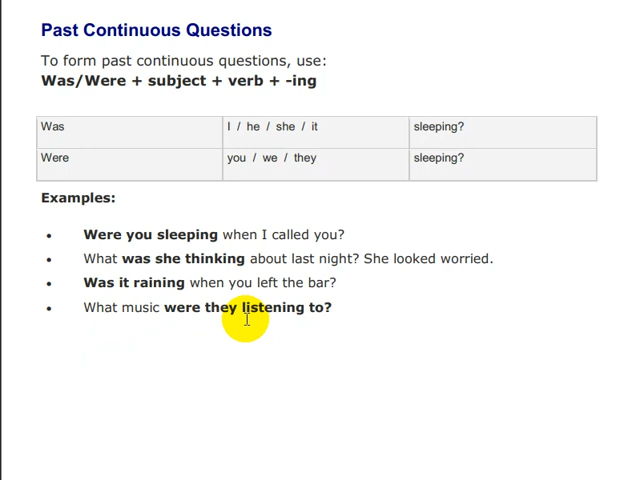 Past Continuous Questions
To form past continuous questions, use:
Was/Were + subject + verb + -ing
Was I / he / she / it sleeping?
Were you / we / they sleeping?
Examples:
• Were you sleeping when I called you?
• What was she thinking about last night? She looked worried.
• Was it raining when you left the bar?
• What music were they listening to?